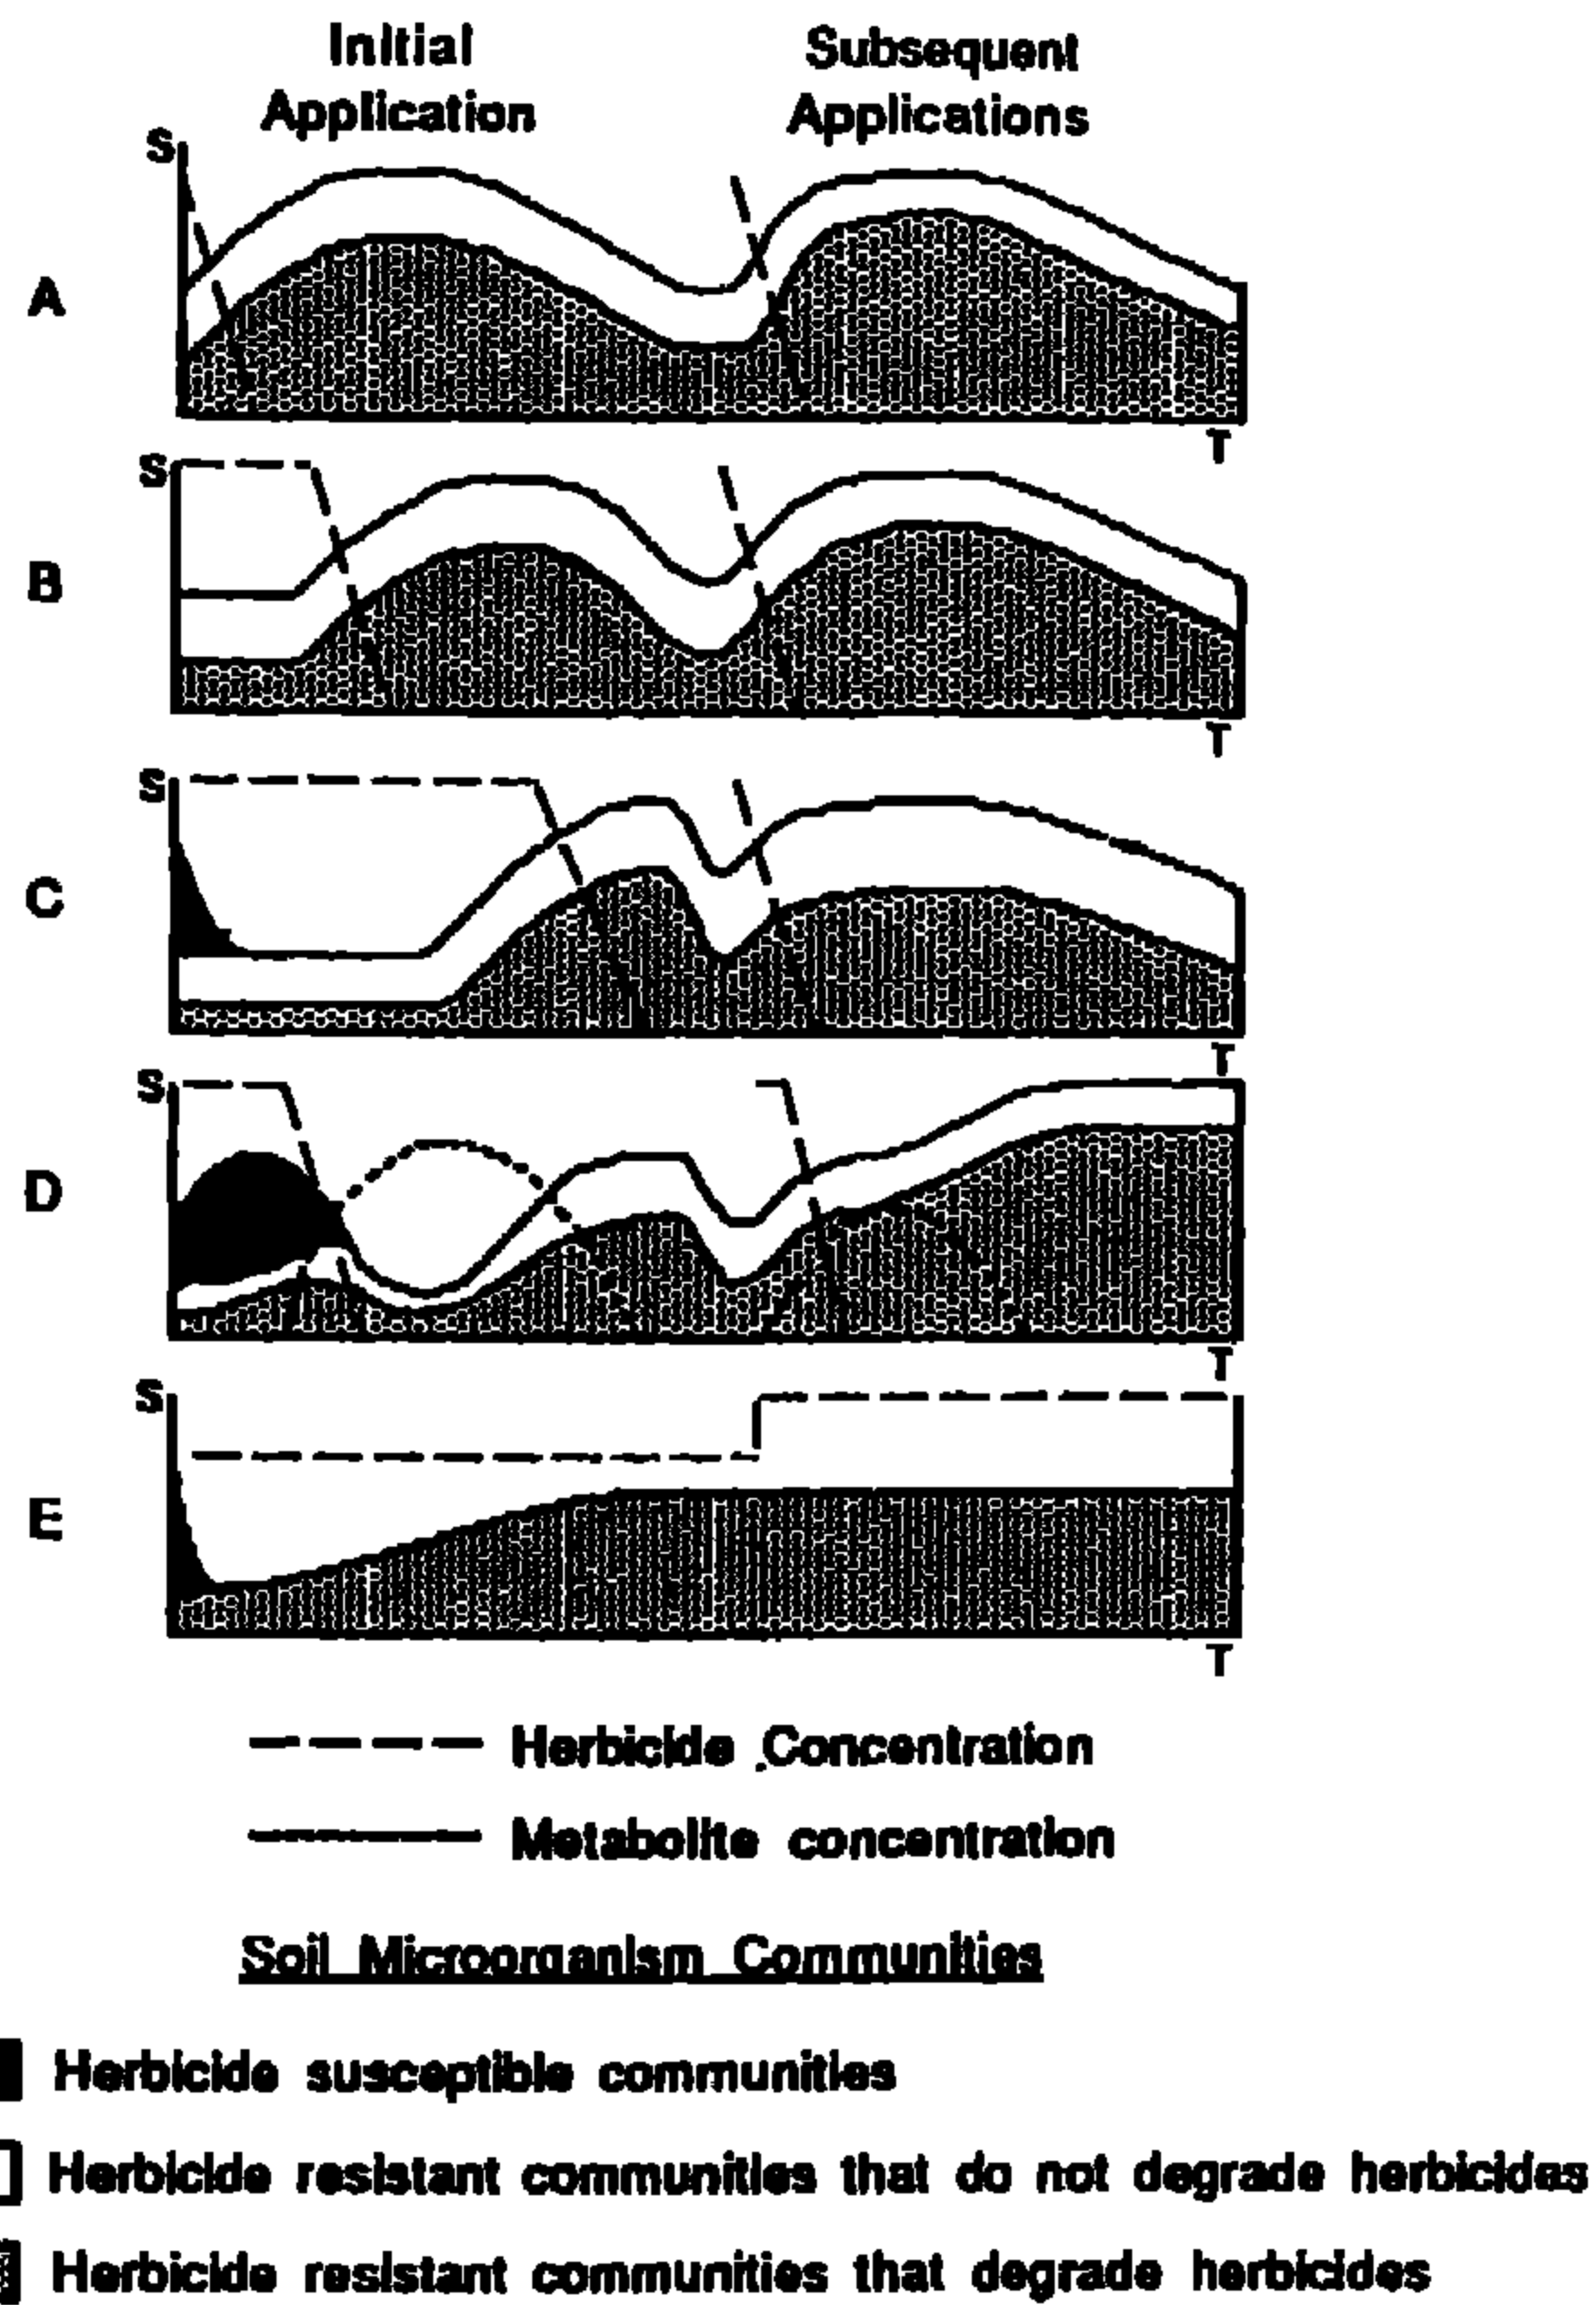 Initial
Application
Subsequent
Applications
S
A
T
S
B
T
S
C
T
S
D
T
S
E
T
Herbicide Concentration
Metabolite concentration
Soil Microorganism Communities
Herbicide susceptible communities
Herbicide resistant communities that do not degrade herbicides
Herbicide resistant communities that degrade herbicides